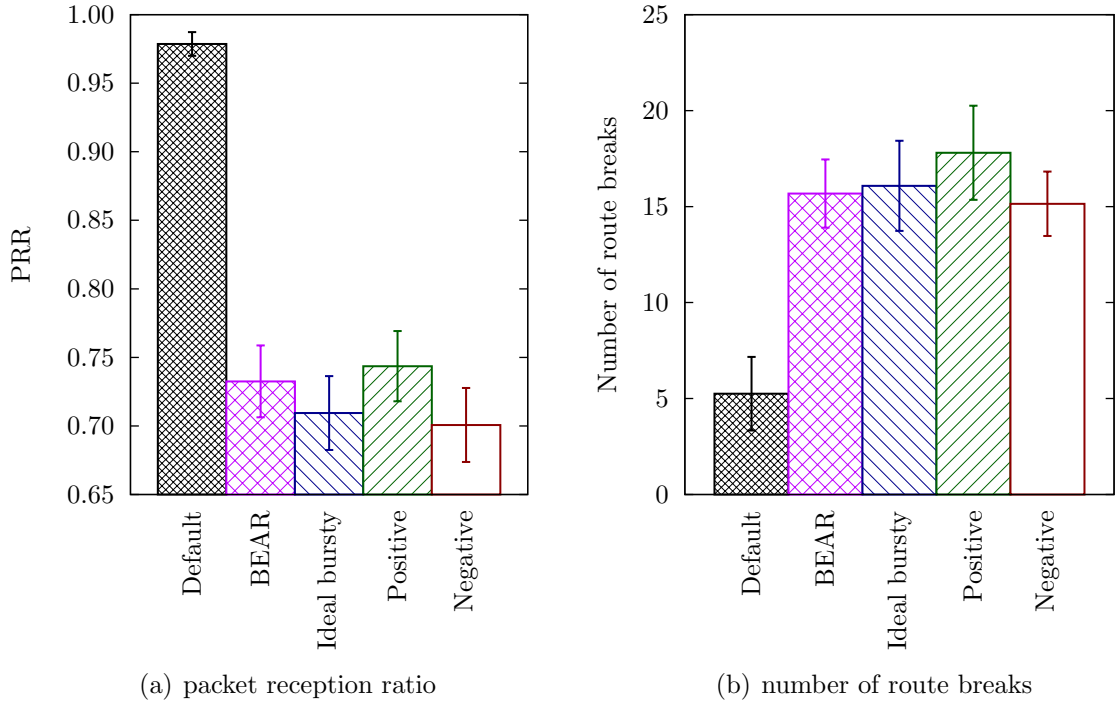 PRR
1.00
0.95
0.90
0.85
0.80
0.75
0.70
0.65
Default
BEAR
Ideal bursty
Positive
Negative
(a) packet reception ratio
Number of route breaks
25
20
15
10
5
0
Default
BEAR
Ideal bursty
Positive
Negative
(b) number of route breaks